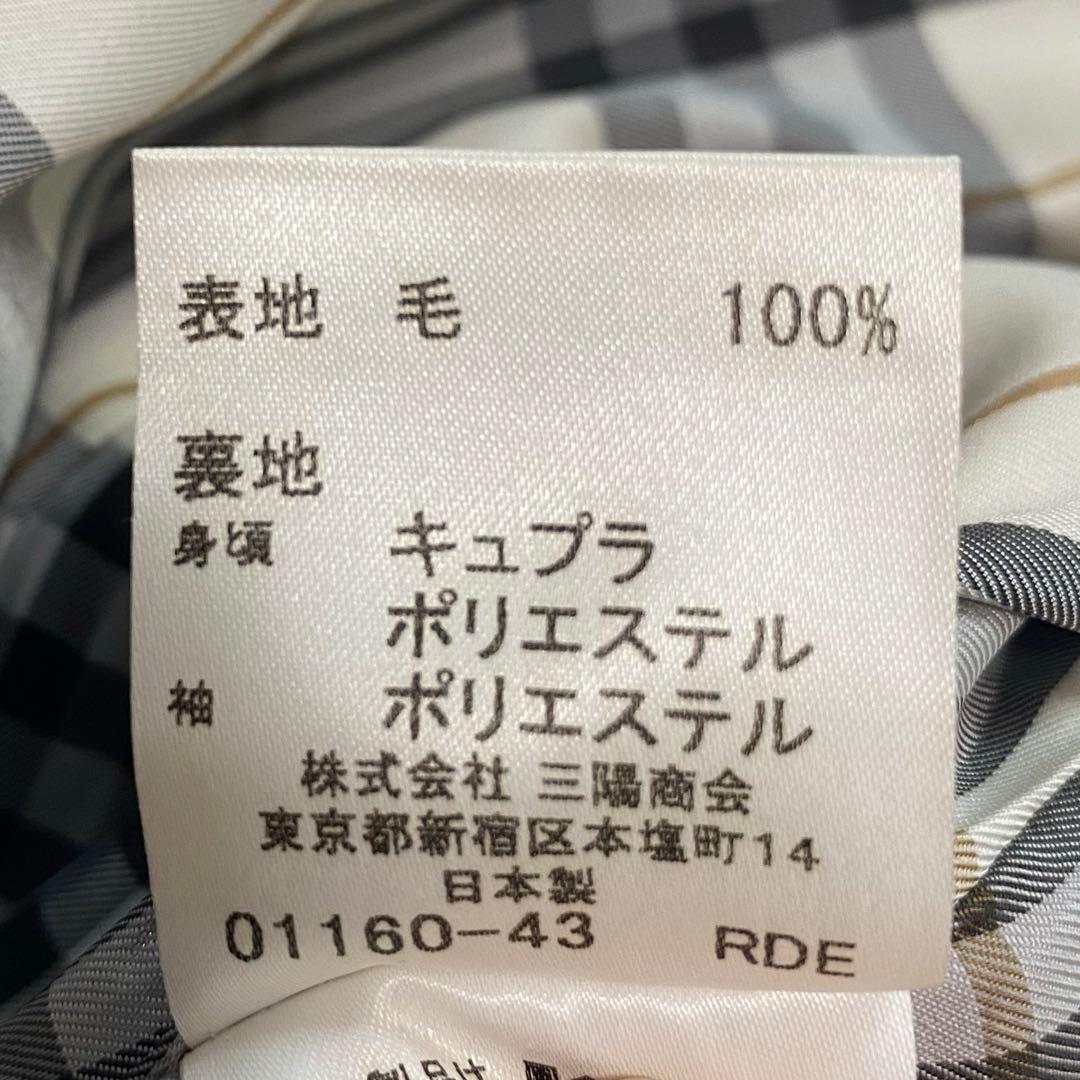 表地 毛 100%
裏地
身頃 キュプラ
ポリエステル
袖 ポリエステル
株式会社 三陽商会
東京都新宿区本塩町14
日本製
01160-43 RDE